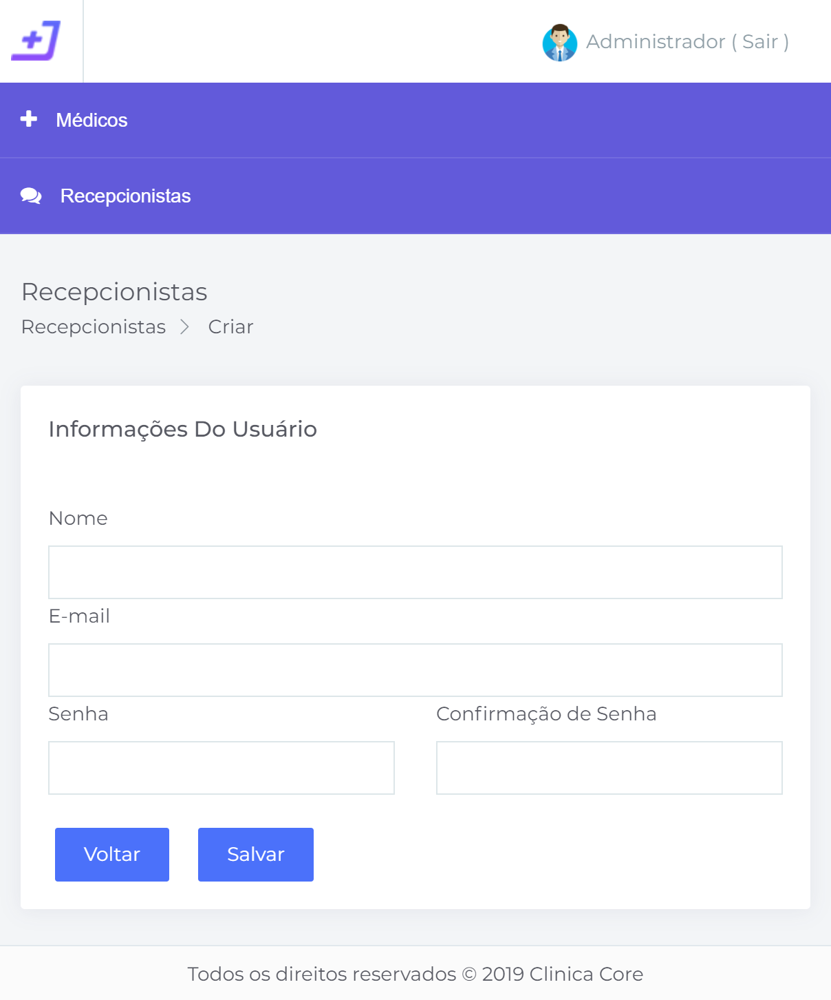 Administrador ( Sair )
Médicos
Recepcionistas
Recepcionistas
Recepcionistas > Criar
Informações Do Usuário
Nome
E-mail
Senha Confirmação de Senha
Voltar Salvar
Todos os direitos reservados © 2019 Clinica Core